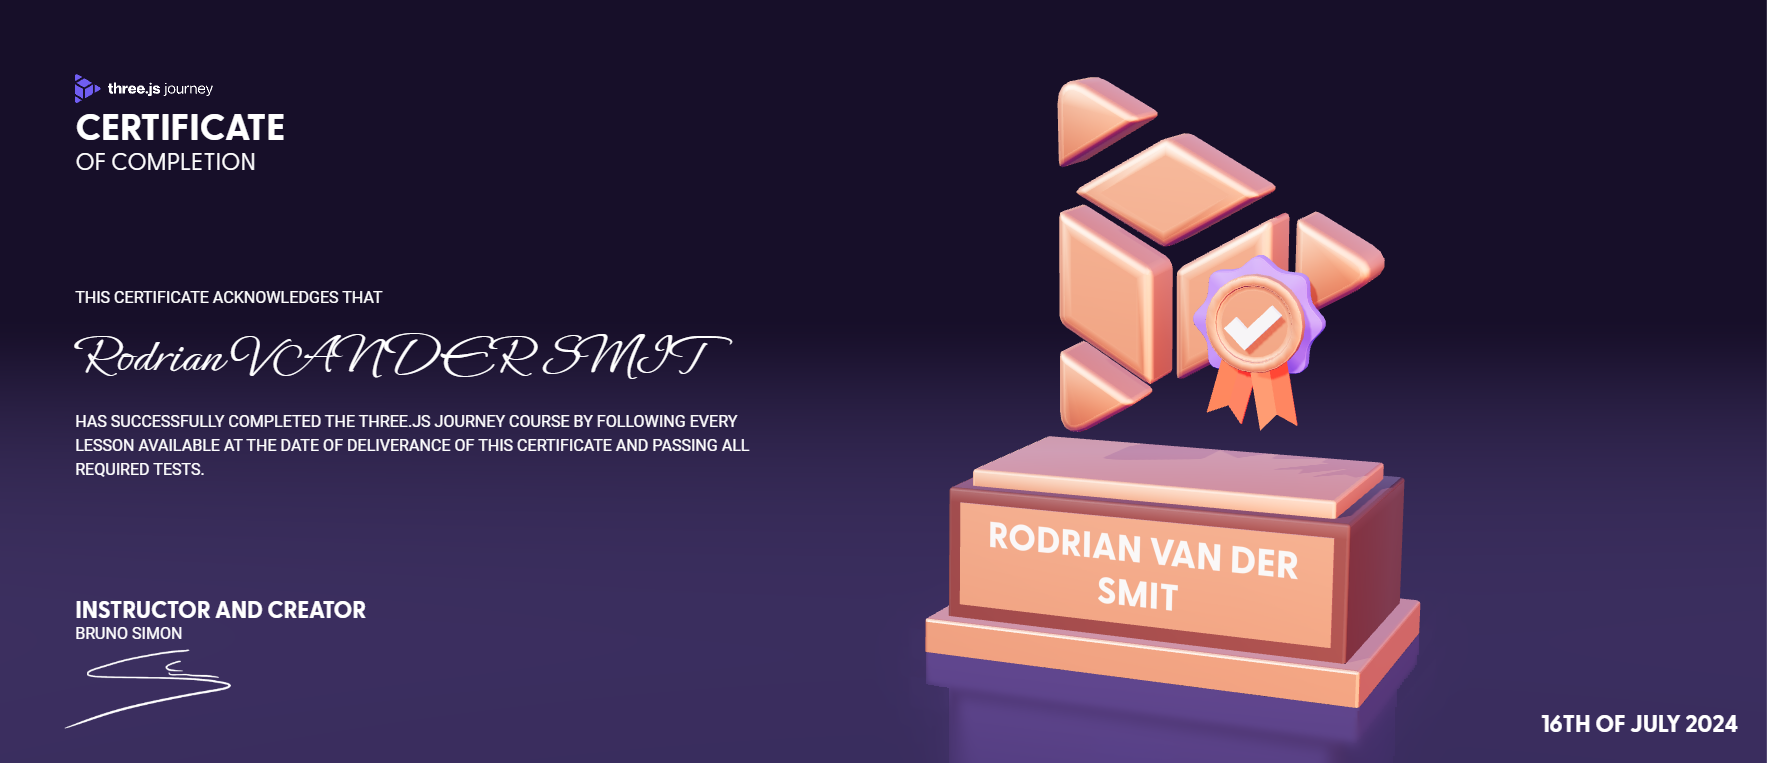 three.js journey
CERTIFICATE
OF COMPLETION
THIS CERTIFICATE ACKNOWLEDGES THAT
Rodrian VAN DER SMIT
HAS SUCCESSFULLY COMPLETED THE THREE.JS JOURNEY COURSE BY FOLLOWING EVERY
LESSON AVAILABLE AT THE DATE OF DELIVERANCE OF THIS CERTIFICATE AND PASSING ALL
REQUIRED TESTS.
INSTRUCTOR AND CREATOR
BRUNO SIMON
RODRIAN VAN DER
SMIT
16TH OF JULY 2024